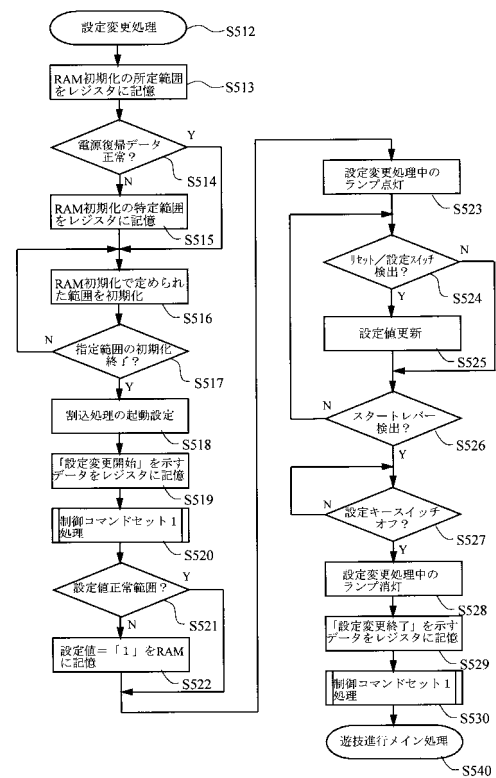 設定変更処理
S512
RAM初期化の所定範囲
をレジスタに記憶
S513
電源復帰データ
正常？
Y
S514
N
RAM初期化の特定範囲
をレジスタに記憶
S515
RAM初期化で定められ
た範囲を初期化
S516
N
指定範囲の初期化
終了？
S517
Y
割込処理の起動設定
S518
「設定変更開始」を示す
データをレジスタに記憶
S519
制御コマンドセット1
処理
S520
設定値正常範囲？
Y
S521
N
設定値＝「1」をRAM
に記憶
S522
設定変更処理中の
ランプ点灯
S523
ﾘｾｯﾄ／設定ｽｲｯﾁ
検出？
N
S524
Y
設定値更新
S525
N
スタートレバー
検出？
S526
Y
N
設定キースイッチ
オフ？
S527
Y
設定変更処理中の
ランプ消灯
S528
「設定変更終了」を示す
データをレジスタに記憶
S529
制御コマンドセット1
処理
S530
遊技進行メイン処理
S540